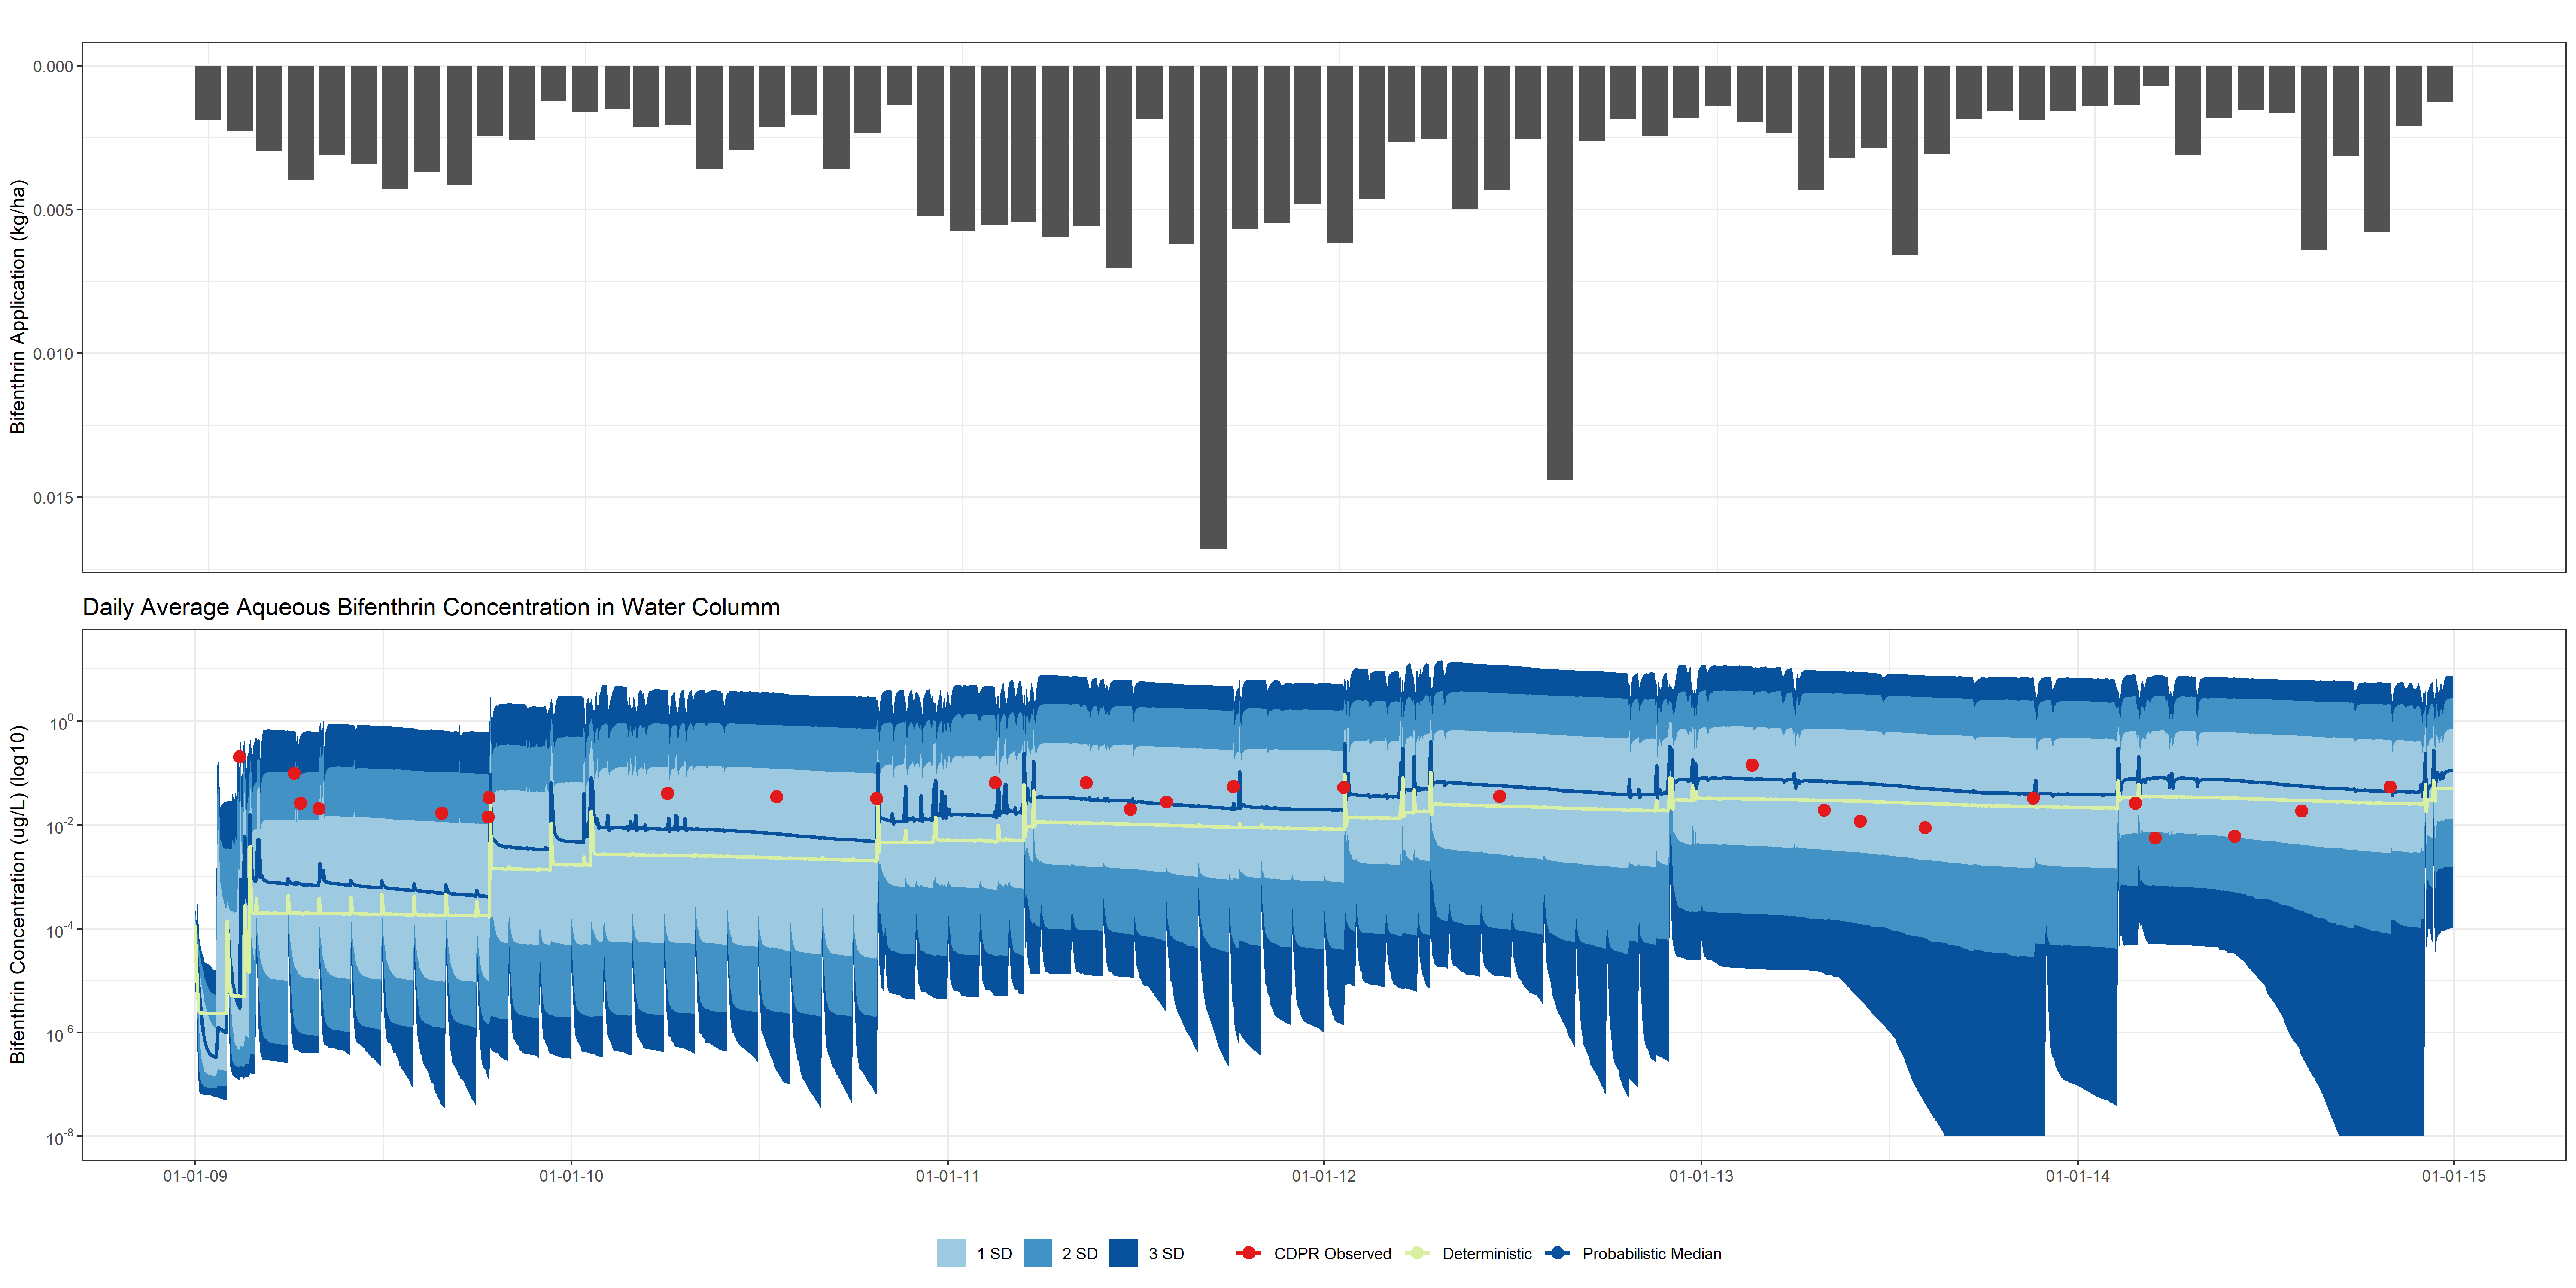 Bifenthrin Application (kg/ha)
0.000
0.005
0.010
0.015
Daily Average Aqueous Bifenthrin Concentration in Water Columm
Bifenthrin Concentration (ug/L) (log10)
10^0
10^-2
10^-4
10^-6
10^-8
01-01-09 01-01-10 01-01-11 01-01-12 01-01-13 01-01-14 01-01-15
1 SD 2 SD 3 SD CDPR Observed Deterministic Probabilistic Median